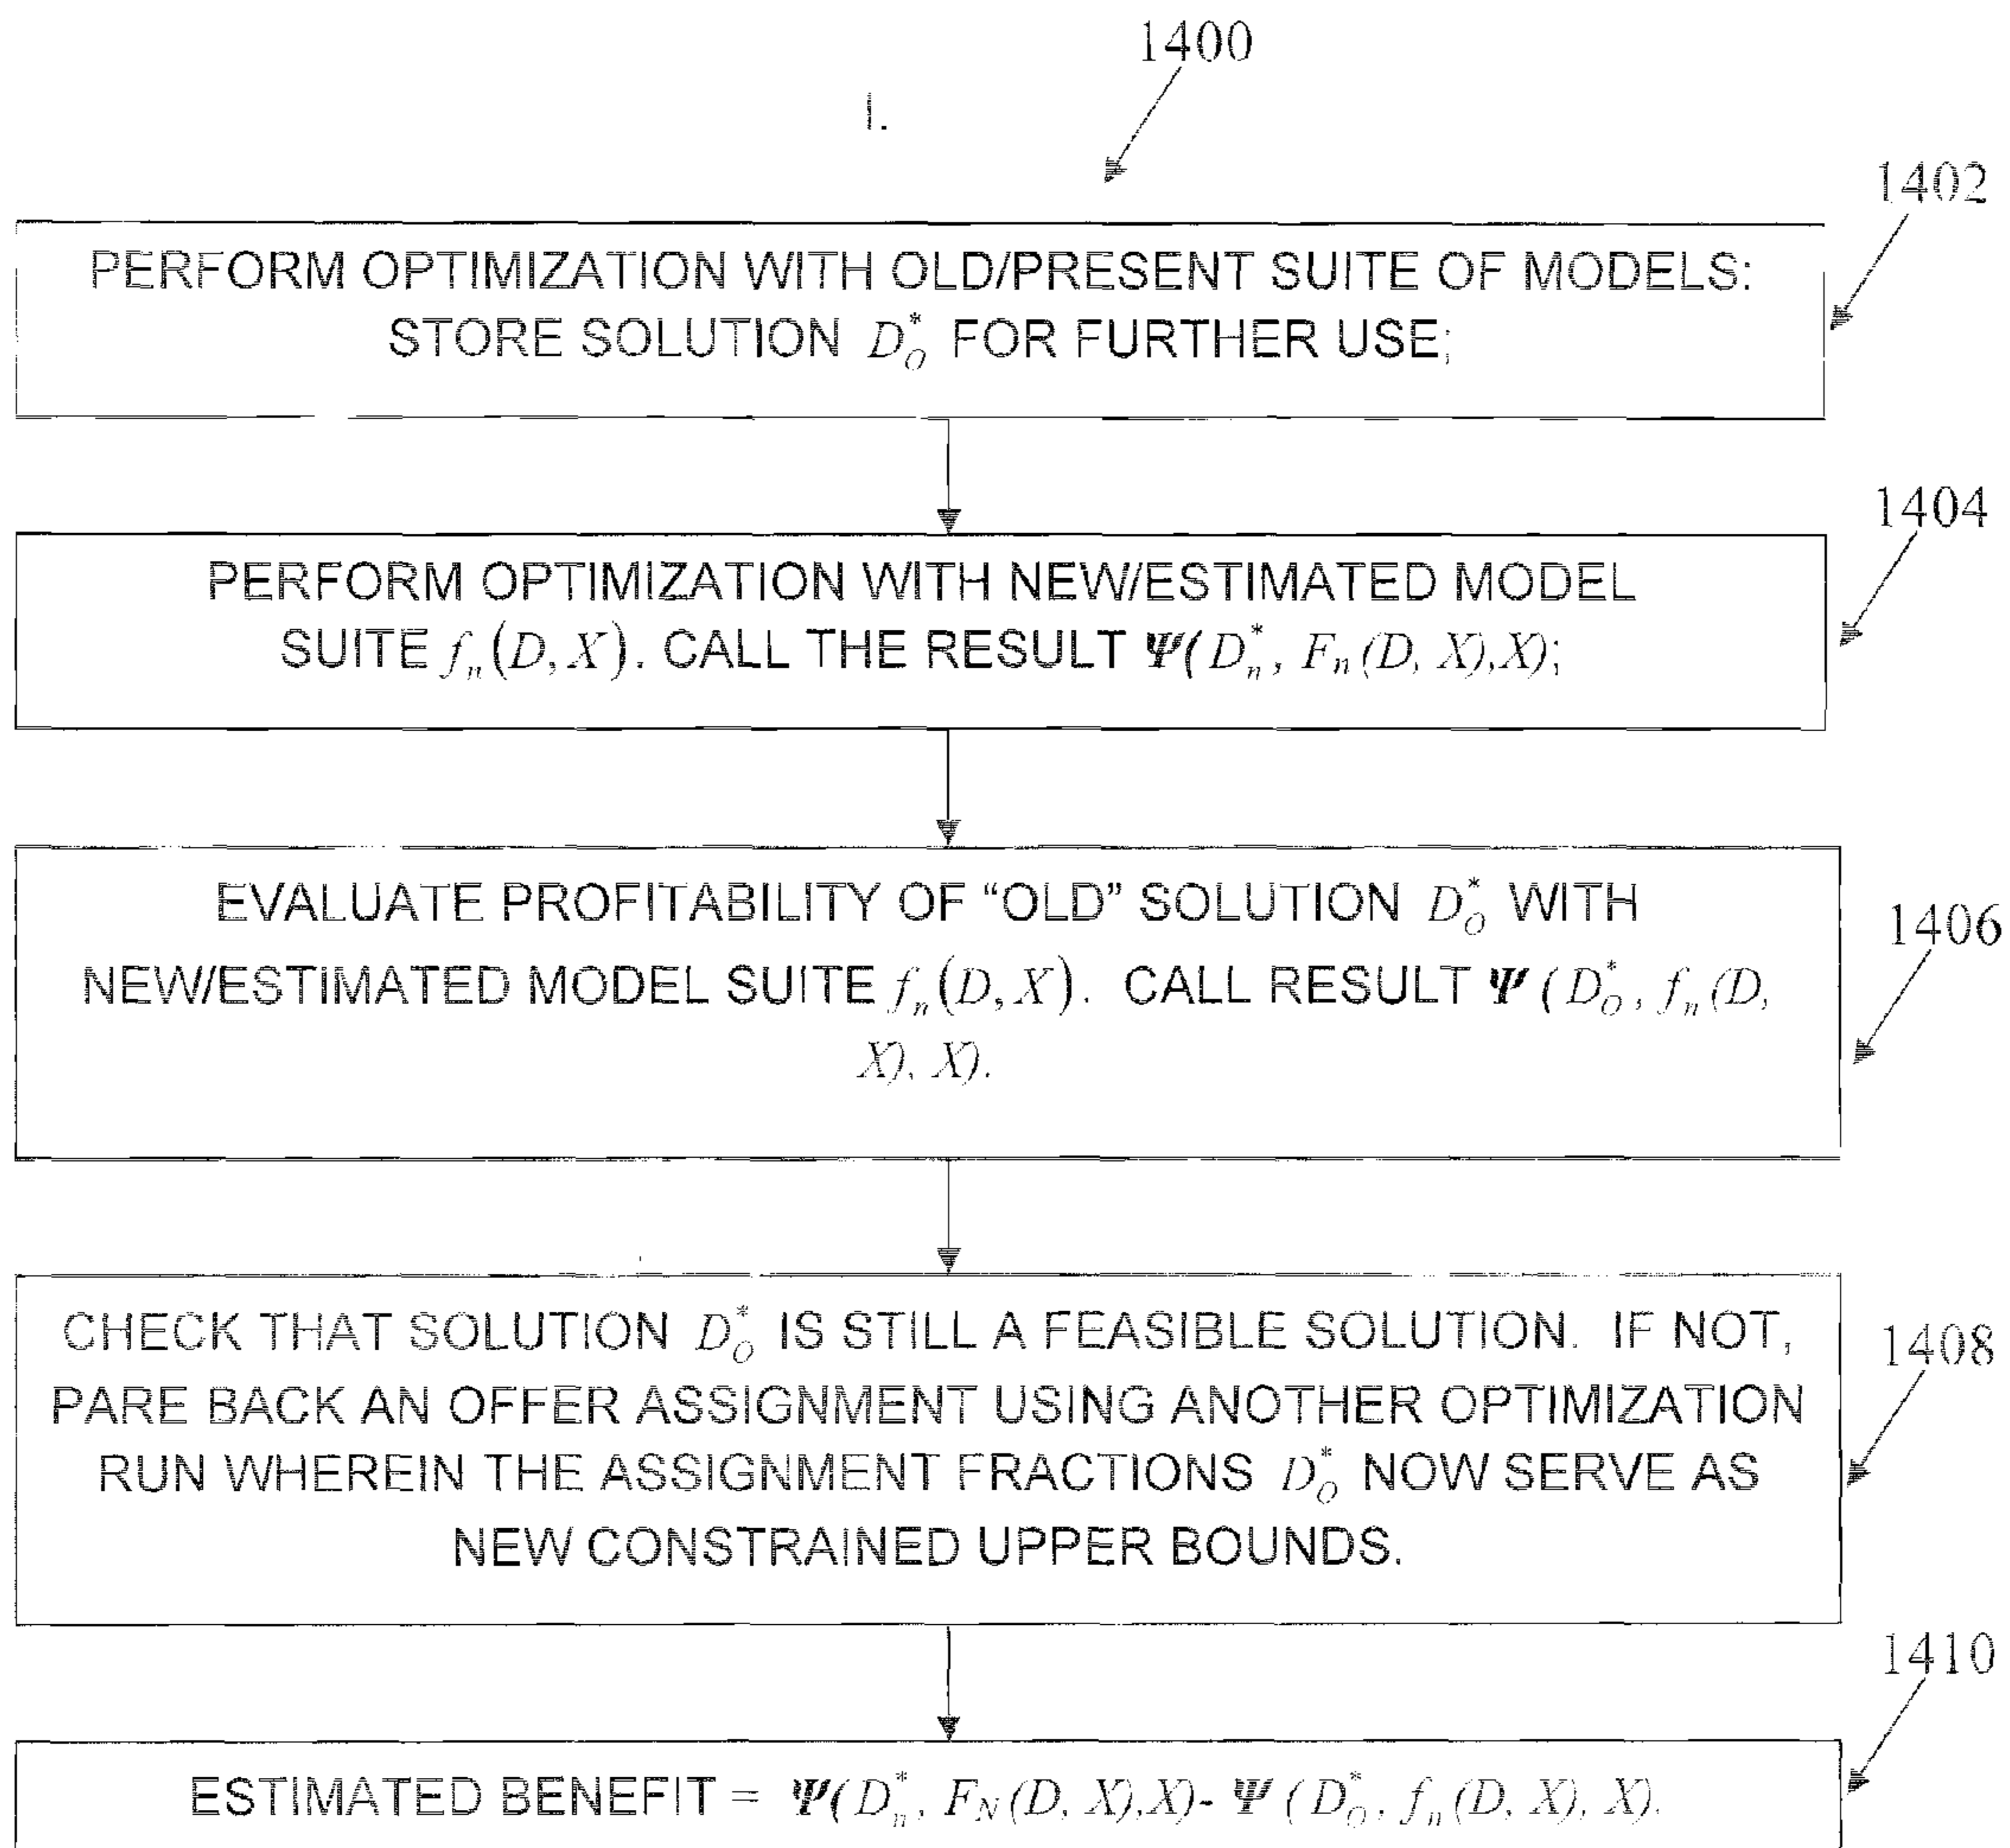 1400
I.
1402
PERFORM OPTIMIZATION WITH OLD/PRESENT SUITE OF MODELS:
STORE SOLUTION D*O FOR FURTHER USE;
1404
PERFORM OPTIMIZATION WITH NEW/ESTIMATED MODEL
SUITE fn(D, X). CALL THE RESULT Ψ(D*n, Fn(D, X),X);
1406
EVALUATE PROFITABILITY OF “OLD” SOLUTION D*O WITH
NEW/ESTIMATED MODEL SUITE fn(D, X). CALL RESULT Ψ (D*O, fn(D,
X), X).
1408
CHECK THAT SOLUTION D*O IS STILL A FEASIBLE SOLUTION. IF NOT,
PARE BACK AN OFFER ASSIGNMENT USING ANOTHER OPTIMIZATION
RUN WHEREIN THE ASSIGNMENT FRACTIONS D*O NOW SERVE AS
NEW CONSTRAINED UPPER BOUNDS.
1410
ESTIMATED BENEFIT = Ψ(D*n, FN(D, X),X)- Ψ (D*O, fn(D, X), X).